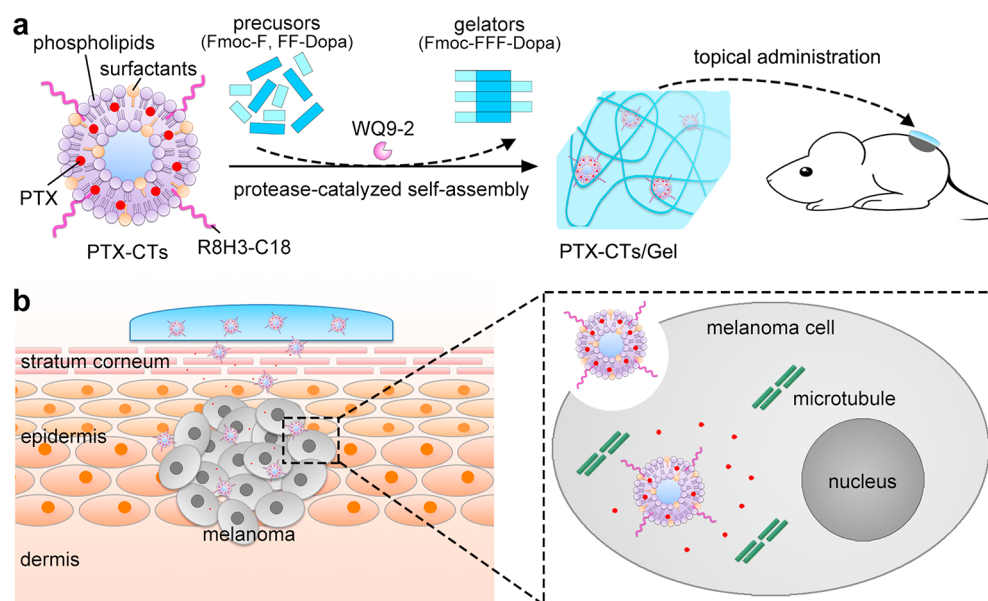 a
phospholipids
surfactants
PTX
PTX-CTs
R8H3-C18
precusors
(Fmoc-F, FF-Dopa)
gelators
(Fmoc-FFF-Dopa)
WQ9-2
protease-catalyzed self-assembly
PTX-CTs/Gel
topical administration
b
stratum corneum
epidermis
melanoma
dermis
melanoma cell
microtubule
nucleus